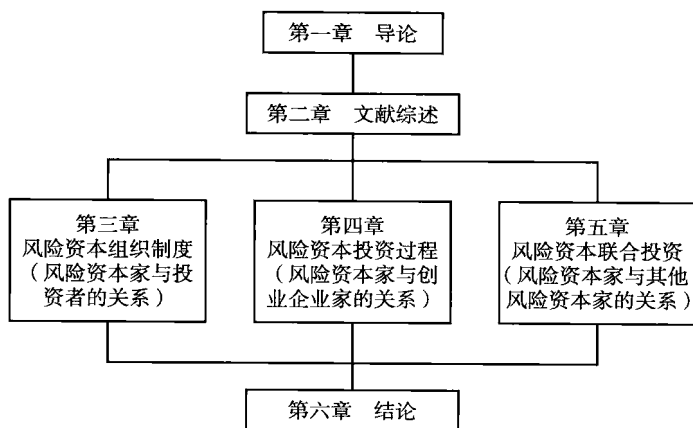 第一章 导论
第二章 文献综述
第三章
风险资本组织制度
（风险资本家与投
资者的关系）
第四章
风险资本投资过程
（风险资本家与创
业企业家的关系）
第五章
风险资本联合投资
（风险资本家与其他
风险资本家的关系）
第六章 结论